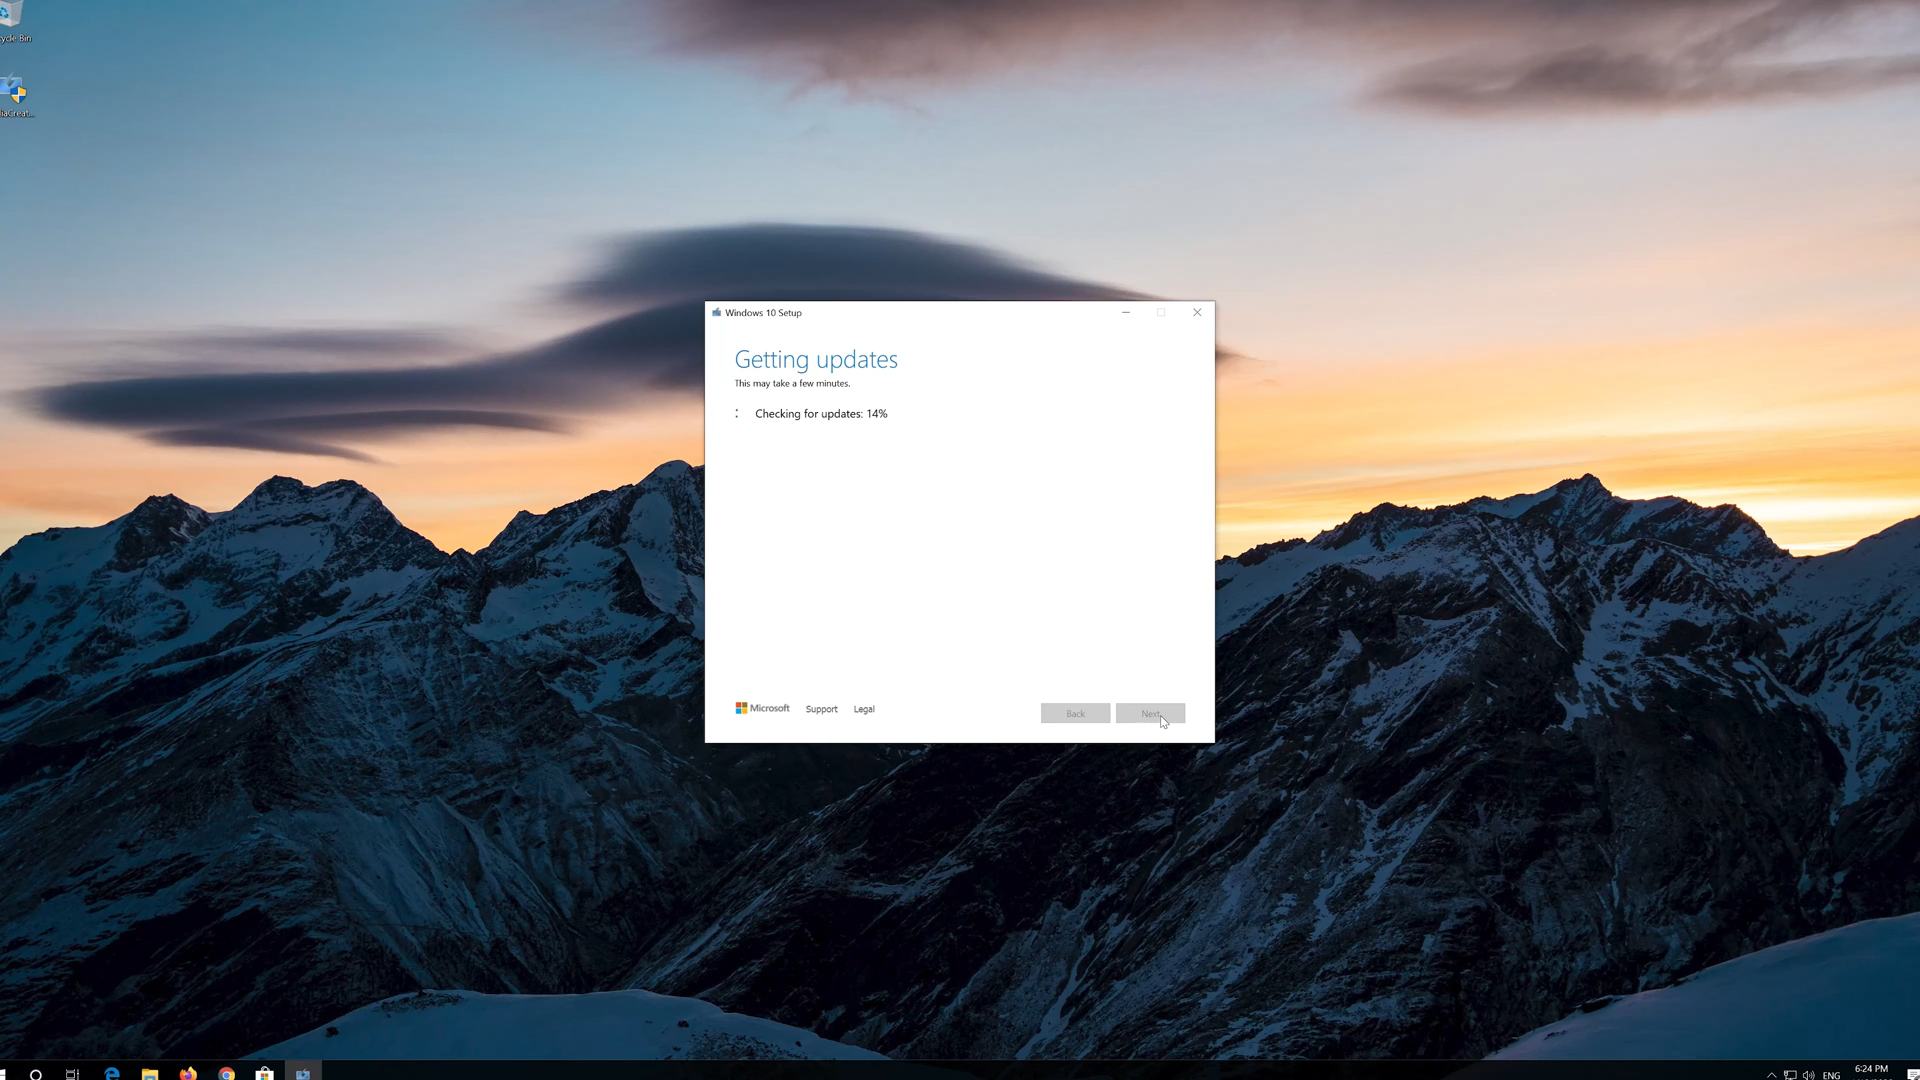 ycle Bin
iaCreat...
Windows 10 Setup
Getting updates
This may take a few minutes.
Checking for updates: 14%
Microsoft Support Legal
Back Next
ENG
6:24 PM